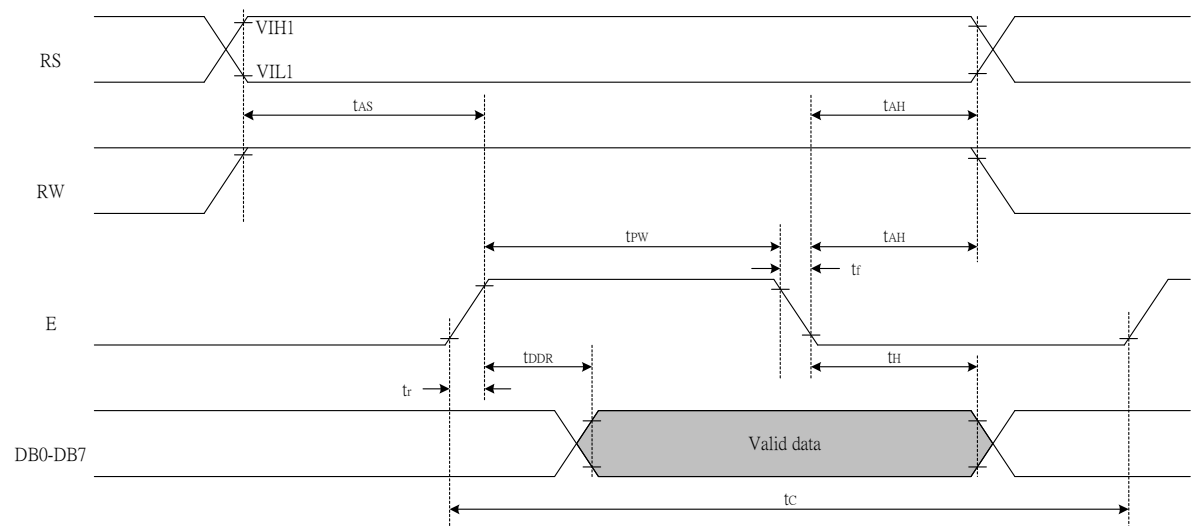 VIH1
RS
VIL1
tAS
tAH
RW
tPW
tAH
tf
E
tDDR
tH
tr
Valid data
DB0-DB7
tC